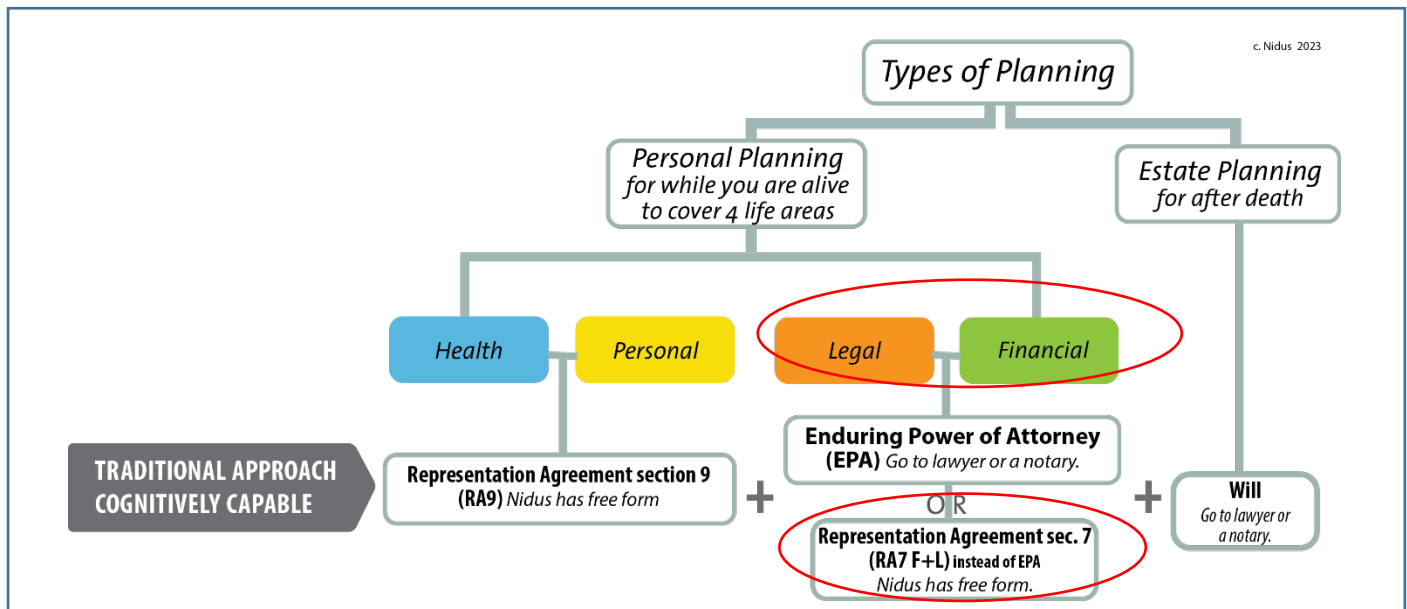 c. Nidus 2023
Types of Planning
Personal Planning
for while you are alive
to cover 4 life areas
Estate Planning
for after death
Health
Personal
Legal
Financial
TRADITIONAL APPROACH
COGNITIVELY CAPABLE
Representation Agreement section 9
(RA9) Nidus has free form
+
Enduring Power of Attorney
(EPA) Go to lawyer or a notary.
OR
Representation Agreement sec. 7
(RA7 F+L) instead of EPA
Nidus has free form.
+
Will
Go to lawyer or
a notary.